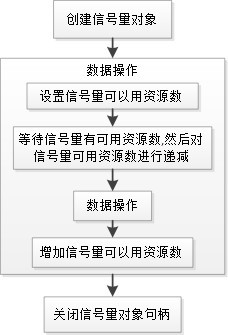 创建信号量对象
数据操作
设置信号量可以用资源数
等待信号量有可用资源数,然后对
信号量可用资源数进行递减
数据操作
增加信号量可以用资源数
关闭信号量对象句柄